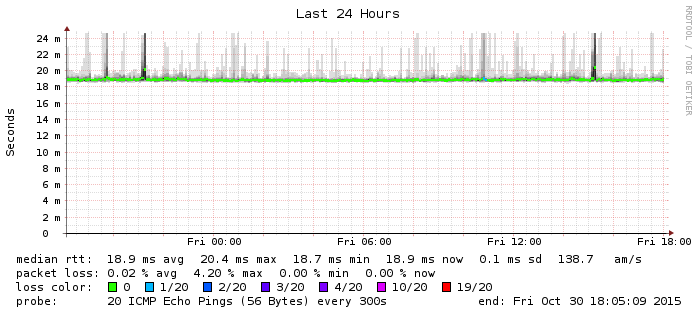 Last 24 Hours
RRDTOOL / TOBI OETIKER
Seconds
24 m
22 m
20 m
18 m
16 m
14 m
12 m
10 m
8 m
6 m
4 m
2 m
0
Fri 00:00 Fri 06:00 Fri 12:00 Fri 18:00
median rtt: 18.9 ms avg 20.4 ms max 18.7 ms min 18.9 ms now 0.1 ms sd 138.7 am/s
packet loss: 0.02 % avg 4.20 % max 0.00 % min 0.00 % now
loss color: 0 1/20 2/20 3/20 4/20 10/20 19/20
probe: 20 ICMP Echo Pings (56 Bytes) every 300s end: Fri Oct 30 18:05:09 2015